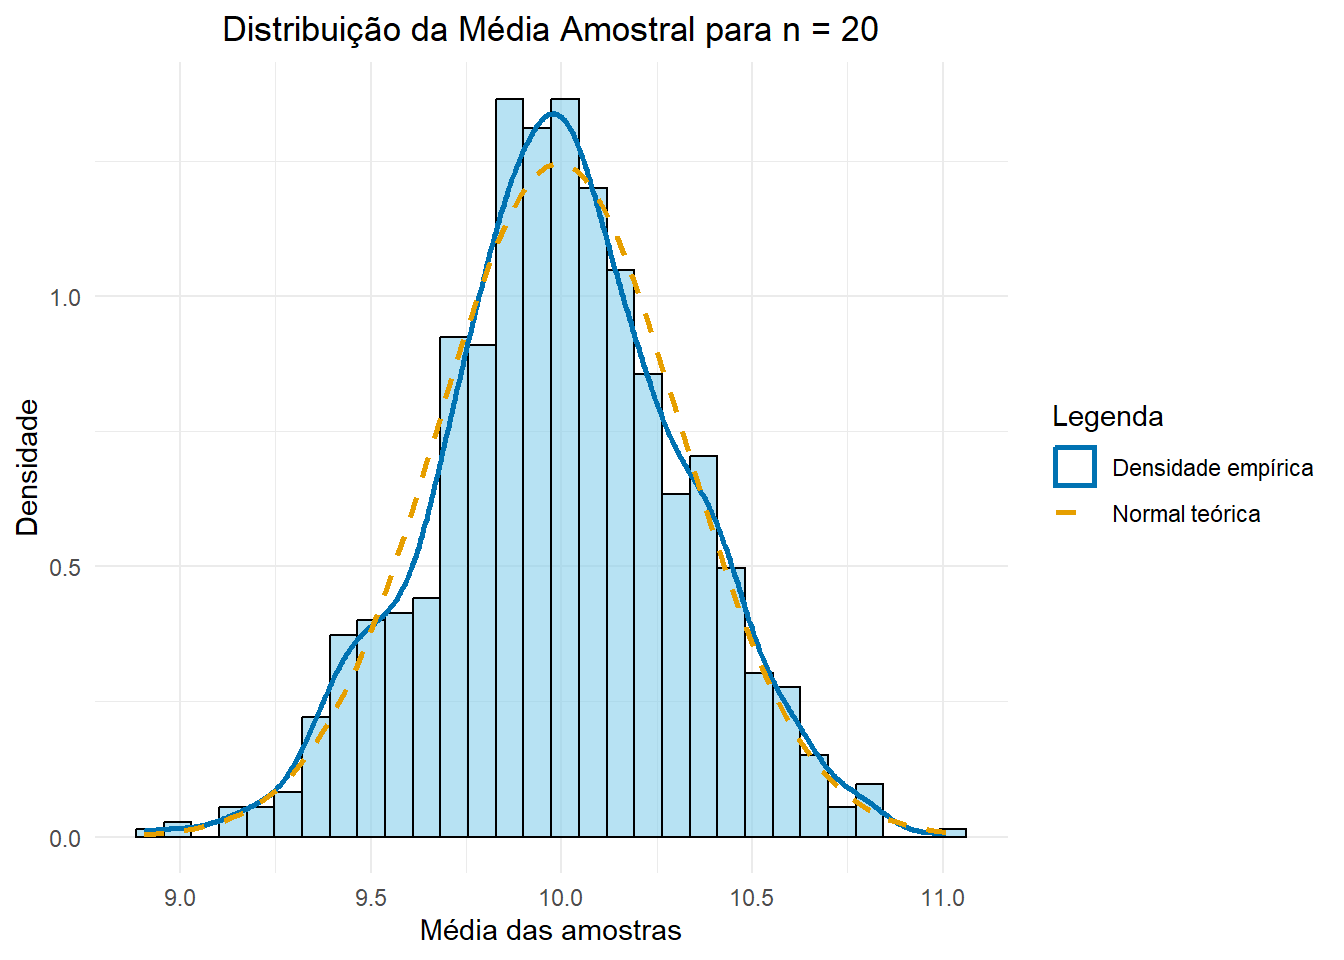 Distribuição da Média Amostral para n = 20
Densidade
1.0
0.5
0.0
9.0 9.5 10.0 10.5 11.0
Média das amostras
Legenda
Densidade empírica
Normal teórica